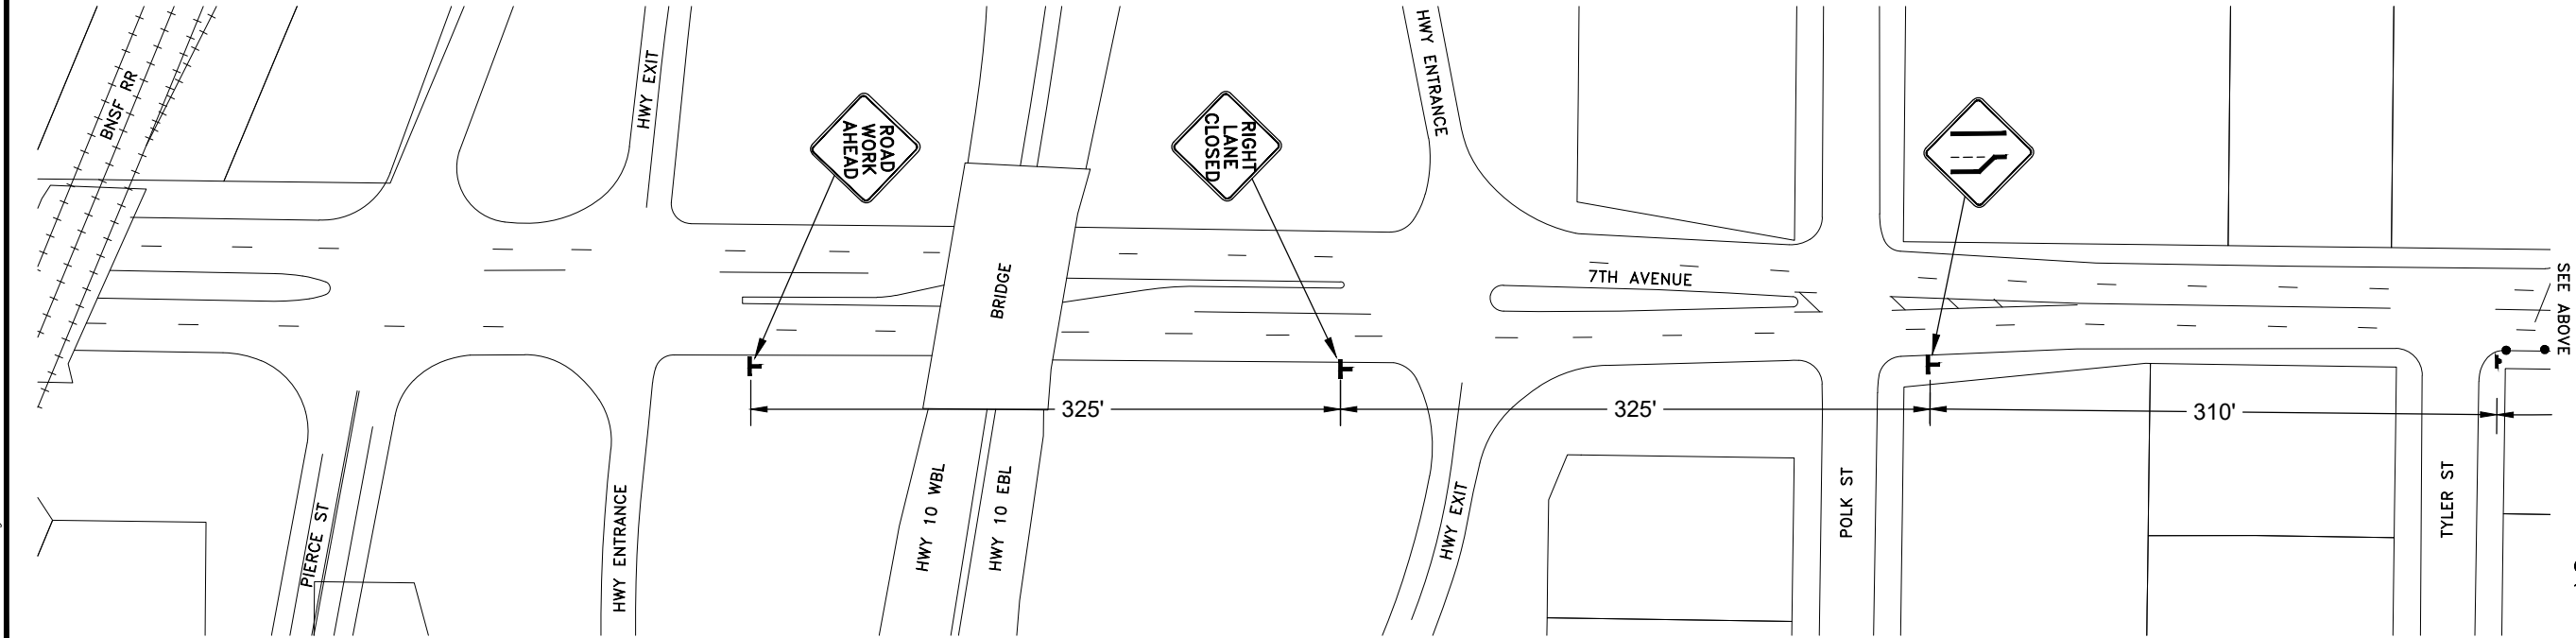 BNSF RR
HWY EXIT
ROAD
WORK
AHEAD
RIGHT
LANE
CLOSED
HWY ENTRANCE
BRIDGE
7TH AVENUE
SEE ABOVE
325'
325'
310'
PIERCE ST
HWY ENTRANCE
HWY 10 WBL
HWY 10 EBL
HWY EXIT
POLK ST
TYLER ST